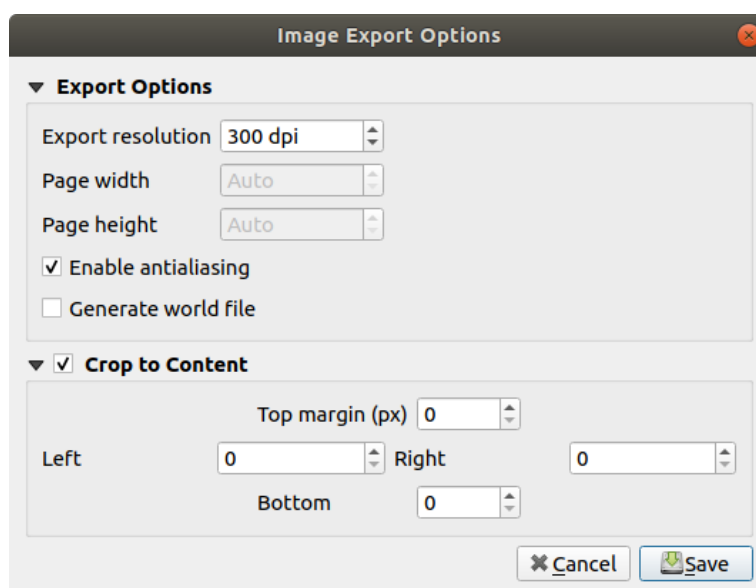 Image Export Options
Export Options
Export resolution 300 dpi
Page width Auto
Page height Auto
Enable antialiasing
Generate world file
Crop to Content
Top margin (px) 0
Left 0 Right 0
Bottom 0
Cancel Save